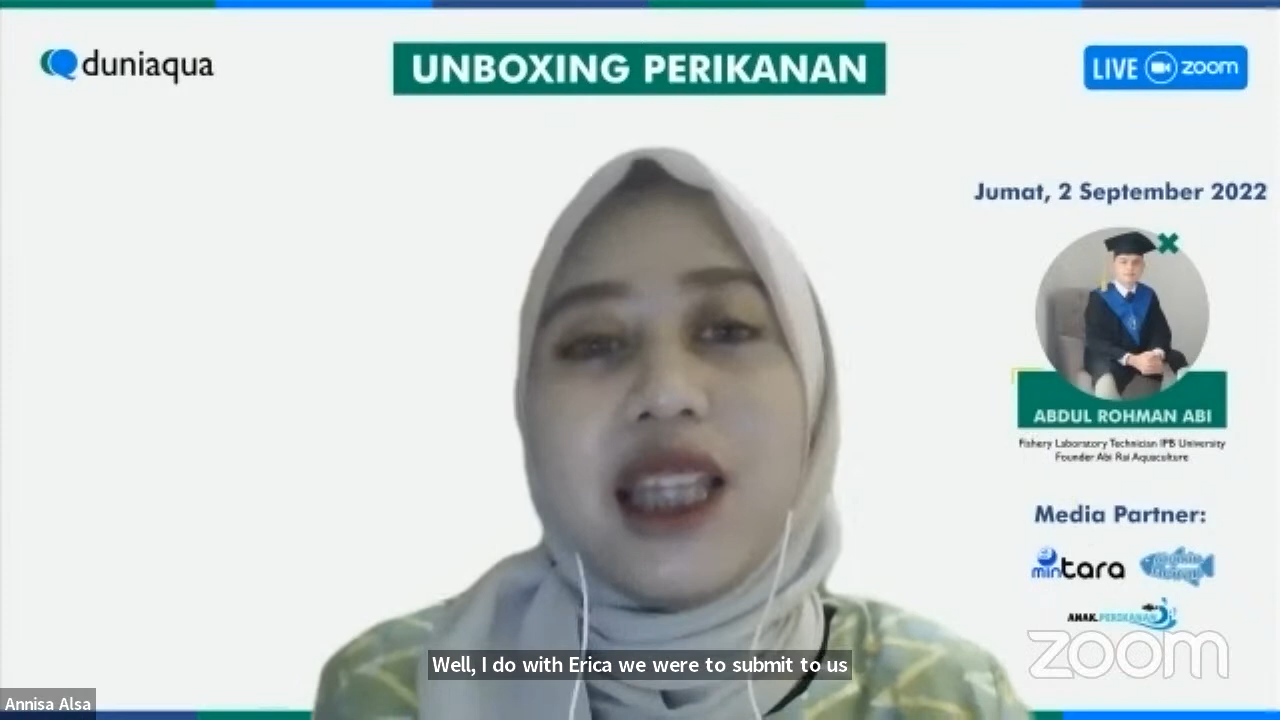 duniaqua
UNBOXING PERIKANAN
LIVE zoom
Jumat, 2 September 2022
ABDUL ROHMAN ABI
Fishery Laboratory Technician IPB University
Founder Abi Rai Aquaculture
Media Partner:
mintara
ANAK.PERIKANAN
zoom
Well, I do with Erica we were to submit to us
Annisa Alsa